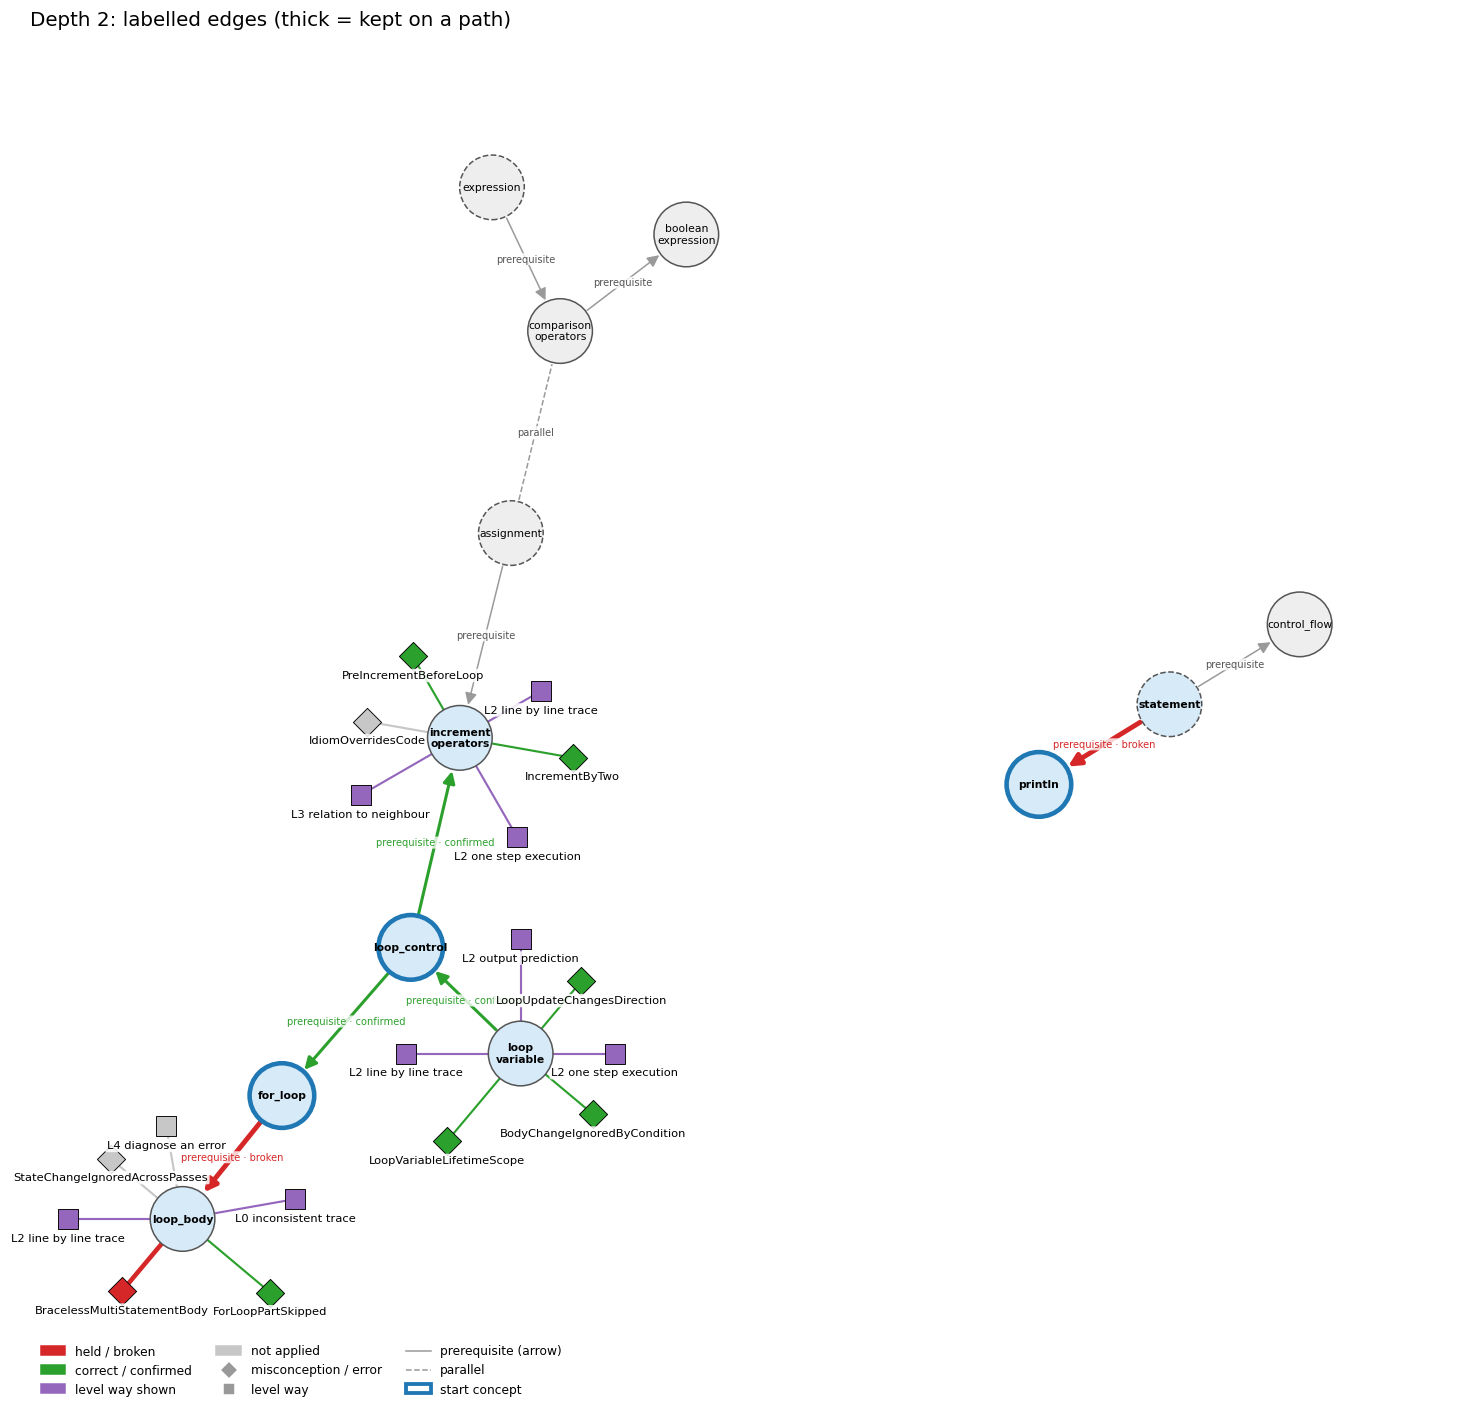 Depth 2: labelled edges (thick = kept on a path)
expression
boolean
expression
prerequisite
prerequisite
comparison
operators
parallel
assignment
prerequisite
control_flow
prerequisite
statement
prerequisite · broken
println
PreIncrementBeforeLoop
L2 line by line trace
IdiomOverridesCode
increment
operators
IncrementByTwo
L3 relation to neighbour
prerequisite · confirmed
L2 one step execution
loop_control
L2 output prediction
prerequisite · conf
LoopUpdateChangesDirection
prerequisite · confirmed
loop
variable
L2 line by line trace
L2 one step execution
for_loop
BodyChangeIgnoredByCondition
L4 diagnose an error
prerequisite · broken
LoopVariableLifetimeScope
StateChangeIgnoredAcrossPasses
loop_body
L0 inconsistent trace
L2 line by line trace
BracelessMultiStatementBody
ForLoopPartSkipped
held / broken
correct / confirmed
level way shown
not applied
misconception / error
level way
prerequisite (arrow)
parallel
start concept